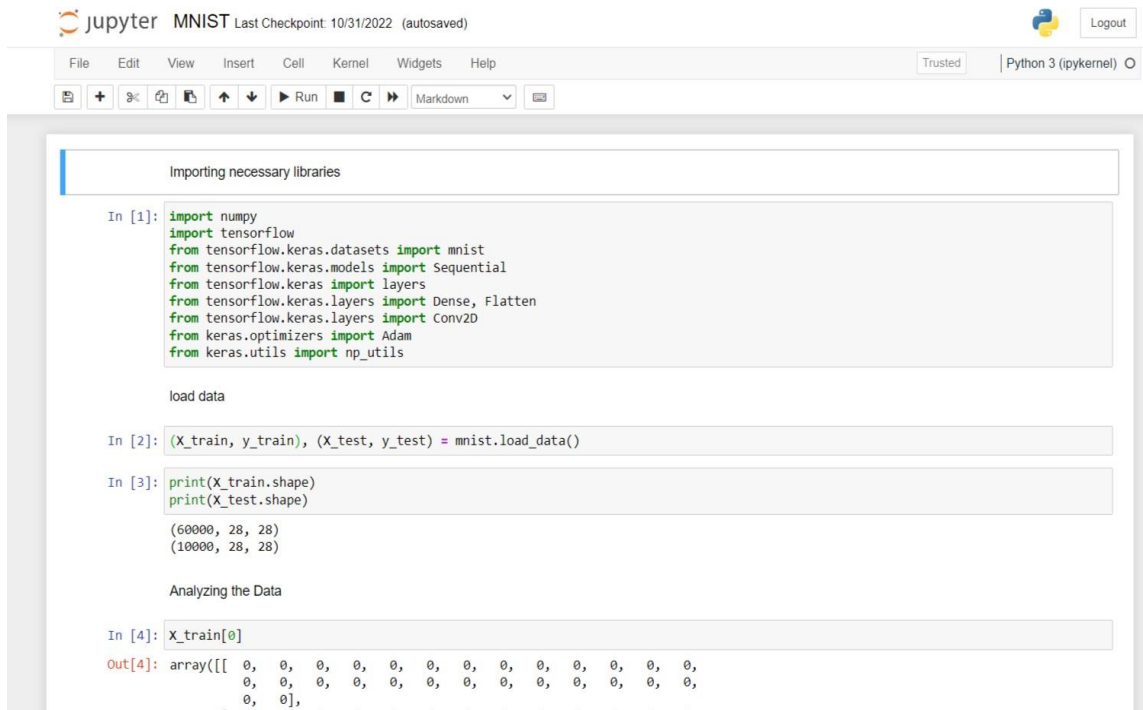 jupyter MNIST Last Checkpoint: 10/31/2022 (autosaved) Logout
File Edit View Insert Cell Kernel Widgets Help Trusted Python 3 (ipykernel)
Run Markdown
Importing necessary libraries
In [1]: import numpy
import tensorflow
from tensorflow.keras.datasets import mnist
from tensorflow.keras.models import Sequential
from tensorflow.keras import layers
from tensorflow.keras.layers import Dense, Flatten
from tensorflow.keras.layers import Conv2D
from keras.optimizers import Adam
from keras.utils import np_utils
load data
In [2]: (X_train, y_train), (X_test, y_test) = mnist.load_data()
In [3]: print(X_train.shape)
print(X_test.shape)
(60000, 28, 28)
(10000, 28, 28)
Analyzing the Data
In [4]: X_train[0]
Out[4]: array([[ 0, 0, 0, 0, 0, 0, 0, 0, 0, 0, 0, 0, 0,
0, 0, 0, 0, 0, 0, 0, 0, 0, 0, 0, 0, 0,
0, 0],